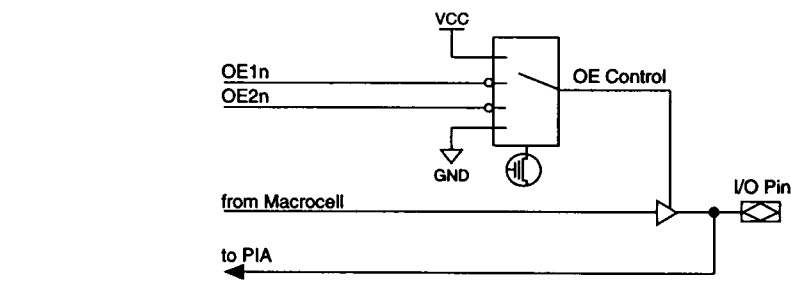 VCC
OE1n
OE2n
OE Control
GND
I/O Pin
from Macrocell
to PIA